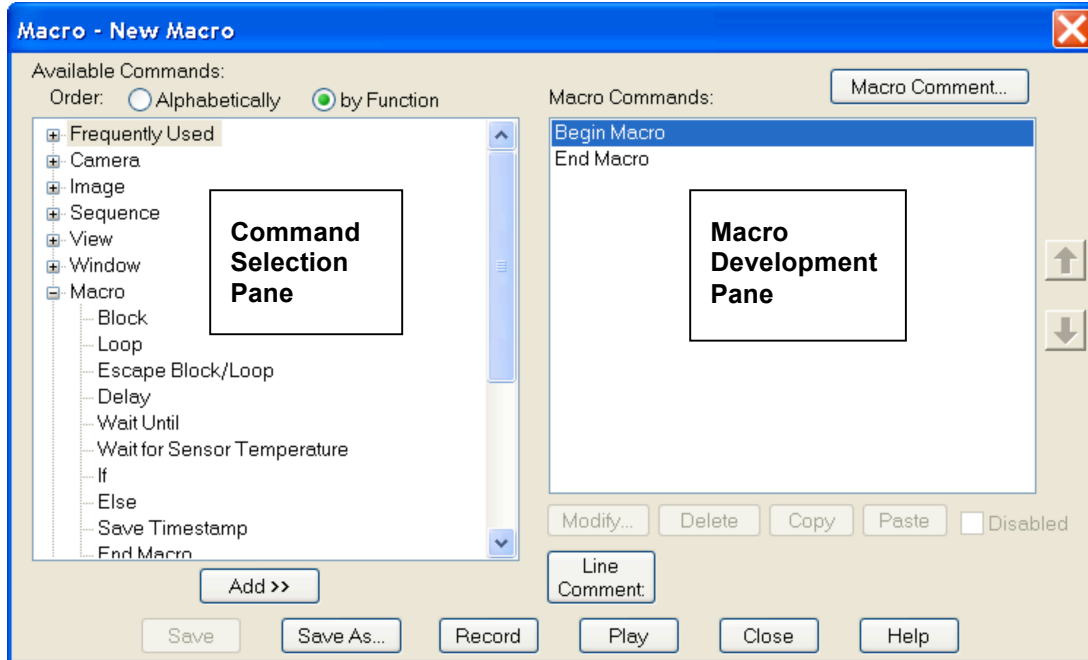 Macro - New Macro
Available Commands:
Order: Alphabetically by Function
Macro Commands:
Macro Comment...
Frequently Used
Camera
Image
Sequence
View
Window
Macro
Block
Loop
Escape Block/Loop
Delay
Wait Until
Wait for Sensor Temperature
If
Else
Save Timestamp
End Macro
Command
Selection
Pane
Begin Macro
End Macro
Macro
Development
Pane
Modify... Delete Copy Paste Disabled
Add >>
Line
Comment:
Save Save As... Record Play Close Help